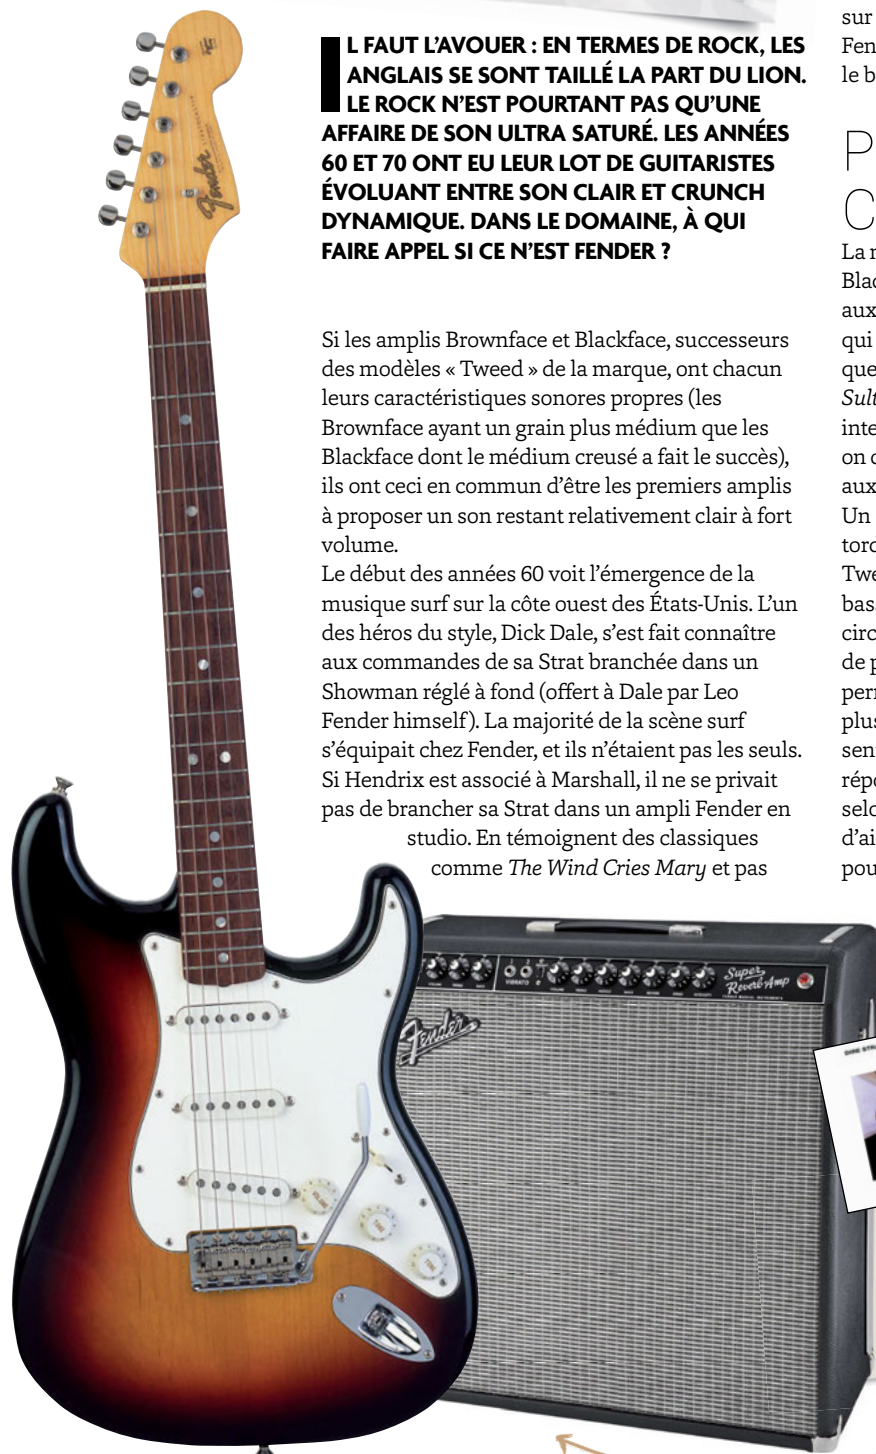 IL FAUT L’AVOUER : EN TERMES DE ROCK, LES
ANGLAIS SE SONT TAILLÉ LA PART DU LION.
LE ROCK N’EST POURTANT PAS QU’UNE
AFFAIRE DE SON ULTRA SATURÉ. LES ANNÉES
60 ET 70 ONT EU LEUR LOT DE GUITARISTES
ÉVOLUANT ENTRE SON CLAIR ET CRUNCH
DYNAMIQUE. DANS LE DOMAINE, À QUI
FAIRE APPEL SI CE N’EST FENDER ?
Si les amplis Brownface et Blackface, successeurs
des modèles « Tweed » de la marque, ont chacun
leurs caractéristiques sonores propres (les
Brownface ayant un grain plus médium que les
Blackface dont le médium creusé a fait le succès),
ils ont ceci en commun d’être les premiers amplis
à proposer un son restant relativement clair à fort
volume.
Le début des années 60 voit l’émergence de la
musique surf sur la côte ouest des États-Unis. L’un
des héros du style, Dick Dale, s’est fait connaître
aux commandes de sa Strat branchée dans un
Showman réglé à fond (offert à Dale par Leo
Fender himself). La majorité de la scène surf
s’équipait chez Fender, et ils n’étaient pas les seuls.
Si Hendrix est associé à Marshall, il ne se privait
pas de brancher sa Strat dans un ampli Fender en
studio. En témoignent des classiques
comme The Wind Cries Mary et pas
sur
Fen
le b
P
C
La
Blac
aux
qui
que
Sult
inte
on
aux
Un
torc
Twe
bass
circ
de p
perr
plus
sent
répo
selo
d’ai
pou
Fender
STRATOCASTER
VOLUME
TONE
TONE
Fender
VIBRATO
Super
Reverb-Amp
DIRE STR